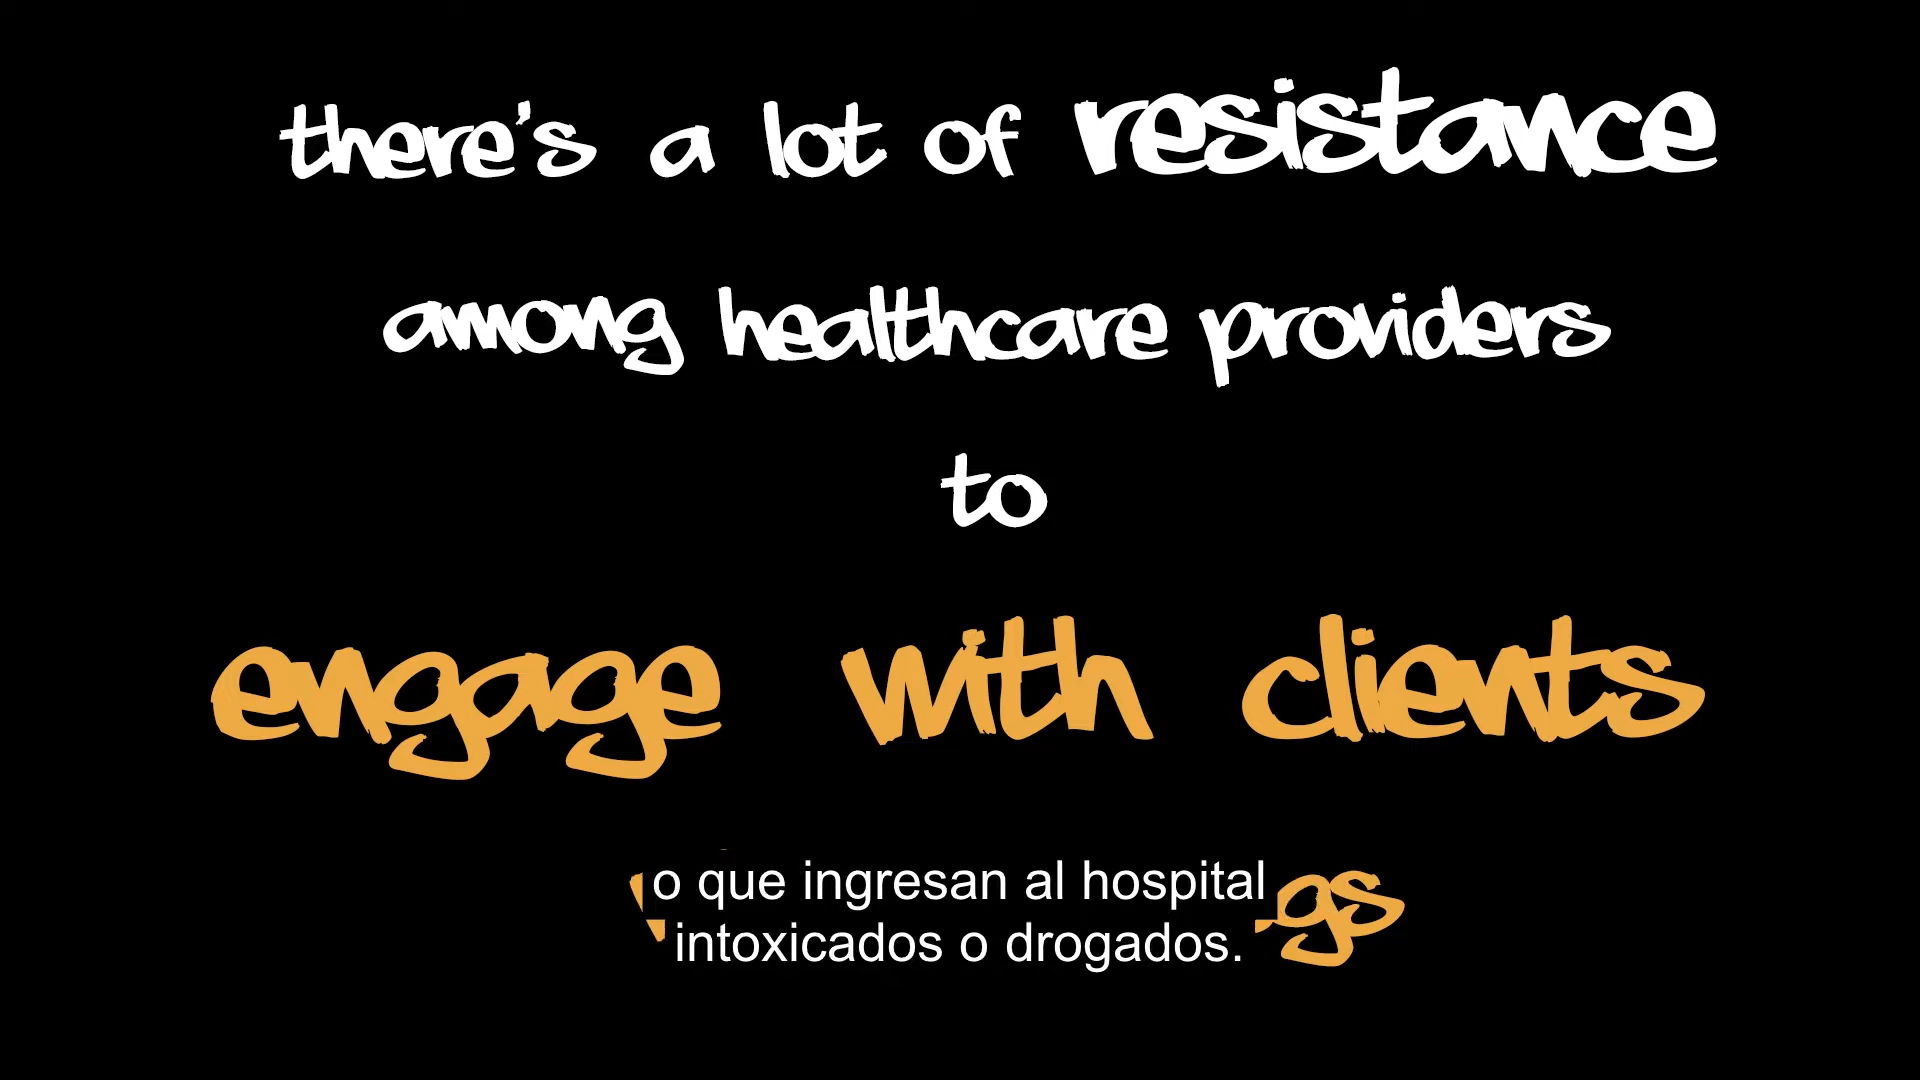 there's a lot of resistance
among healthcare providers
to
engage with clients
o que ingresan al hospital
intoxicados o drogados.